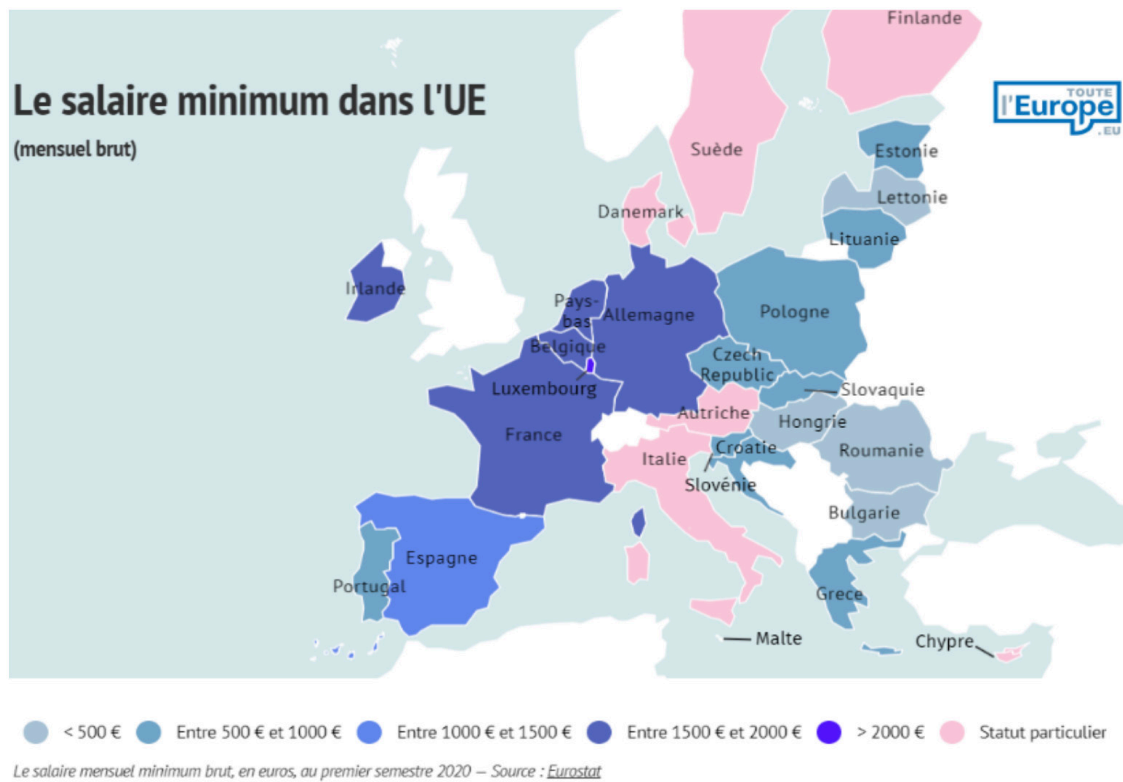 Finlande
Le salaire minimum dans l'UE
(mensuel brut)
TOUTE
l'Europe
.EU
Estonie
Suède
Lettonie
Danemark
Lituanie
Irlande
Pays-
bas
Allemagne
Pologne
Belgique
Czech
Republic
Luxembourg
Slovaquie
Autriche
Hongrie
France
Croatie
Roumanie
Italie
Slovénie
Bulgarie
Espagne
Portugal
Grece
Malte
Chypre
< 500 €
Entre 500 € et 1000 €
Entre 1000 € et 1500 €
Entre 1500 € et 2000 €
> 2000 €
Statut particulier
Le salaire mensuel minimum brut, en euros, au premier semestre 2020 — Source : Eurostat